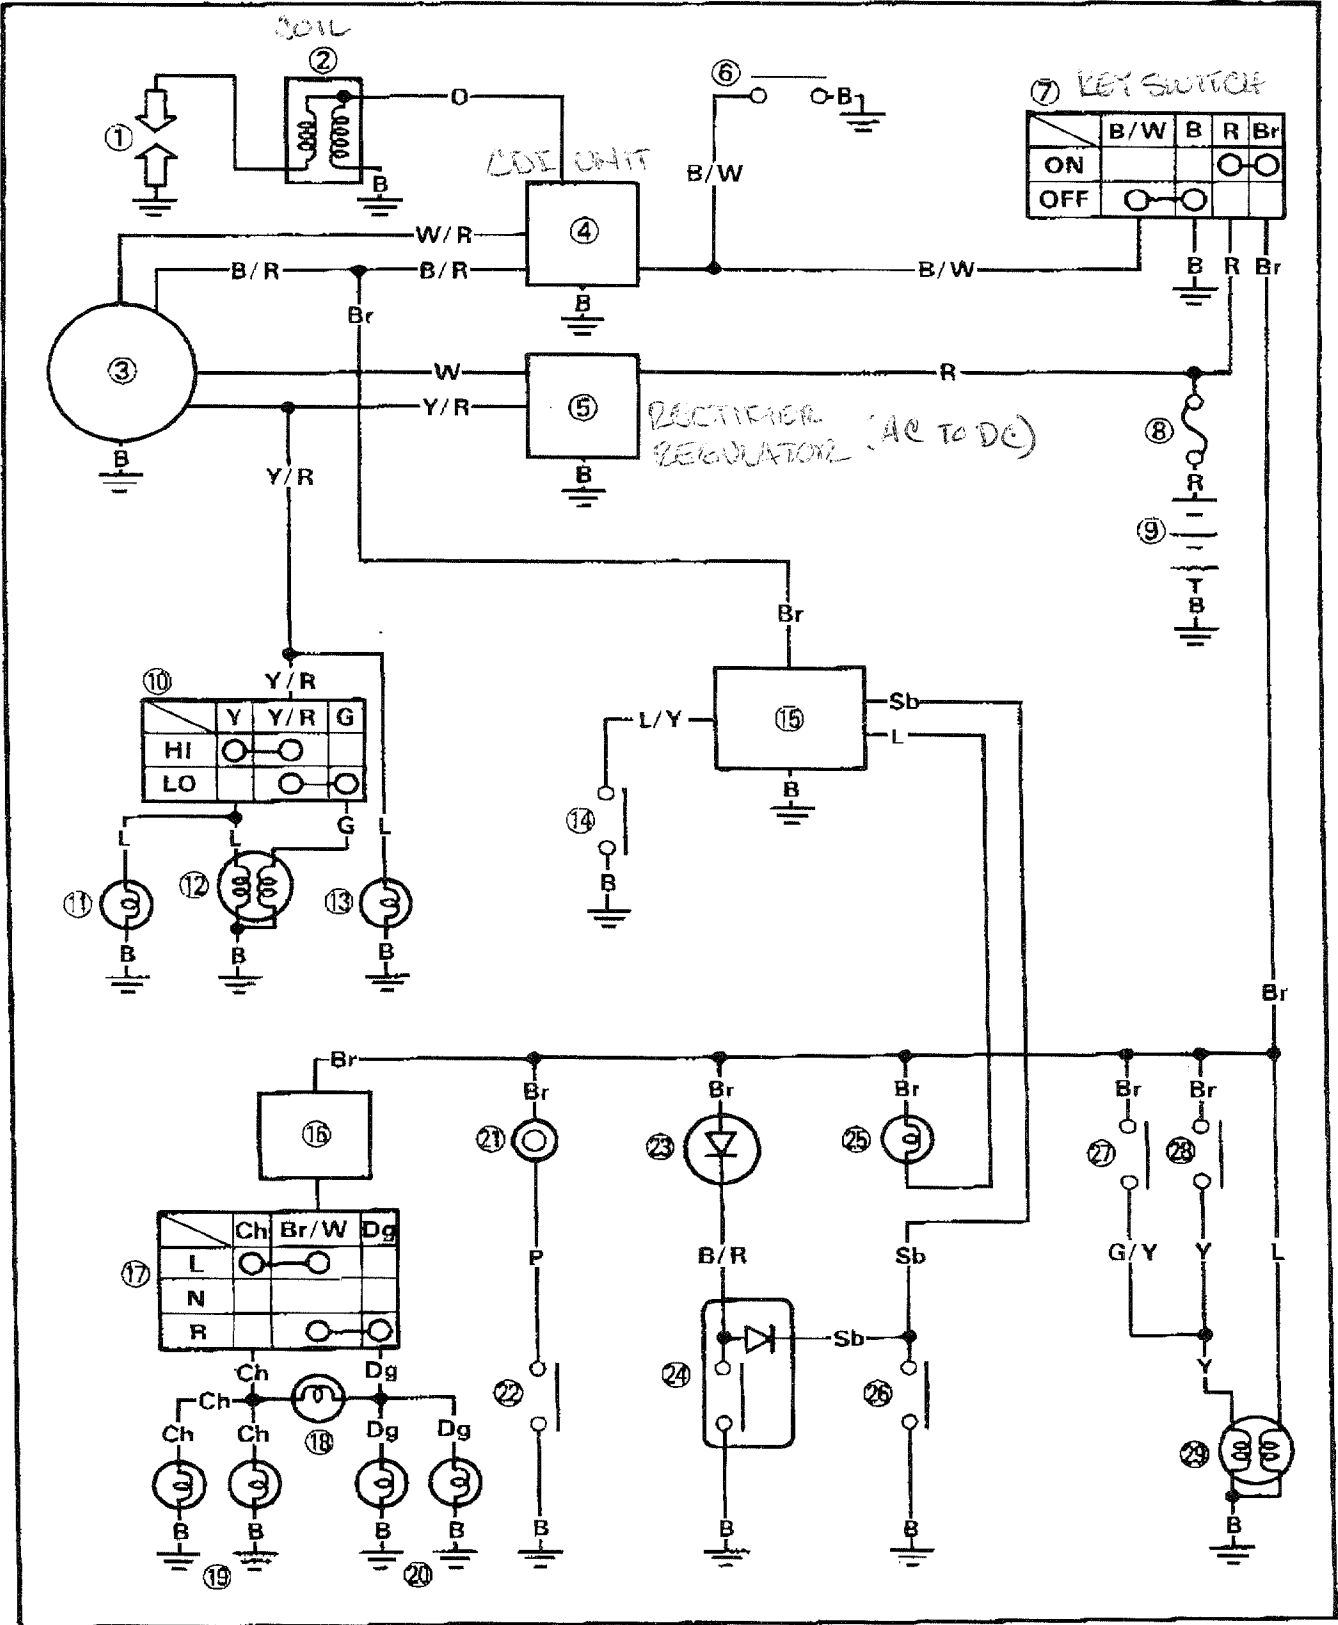 COIL
②
⑥
⑦ KEY SWITCH
①
O
B
B/W B R Br
ON
OFF
CDI UNIT
B/W
B
W/R
④
B/R
B/R
B/W
B R Br
Br
B
③
W
R
Y/R
⑤
RECTIFIER
REGULATOR (AC TO DC)
⑧
B
Y/R
B
R
⑨
B
Br
⑩
Y/R
Y Y/R G
HI
LO
L/Y
⑮
Sb
L
B
⑭
B
L
L
G
L
⑪
⑫
⑬
B
B
B
Br
Br
Br
Br
Br
Br
Br
⑯
㉑
㉓
㉕
㉗
㉘
Ch Br/W Dg
⑰
L
N
R
P
B/R
Sb
G/Y
Y
L
Sb
Y
Ch
Dg
Ch
㉒
㉔
㉖
Ch
Ch
⑱
Dg
Dg
㉙
B
B
B
B
B
B
B
B
⑲
⑳